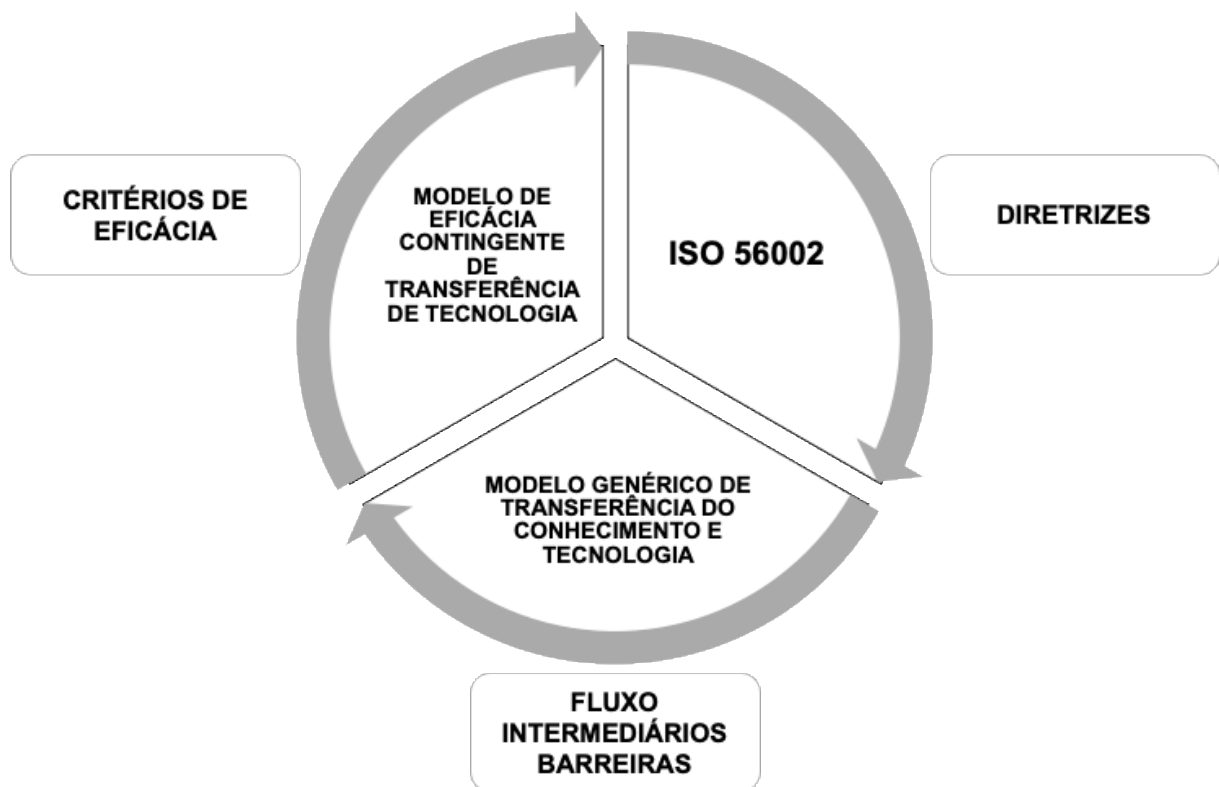 CRITÉRIOS DE
EFICÁCIA
MODELO DE
EFICÁCIA
CONTINGENTE
DE
TRANSFERÊNCIA
DE TECNOLOGIA
ISO 56002
DIRETRIZES
MODELO GENÉRICO DE
TRANSFERÊNCIA DO
CONHECIMENTO E
TECNOLOGIA
FLUXO
INTERMEDIÁRIOS
BARREIRAS